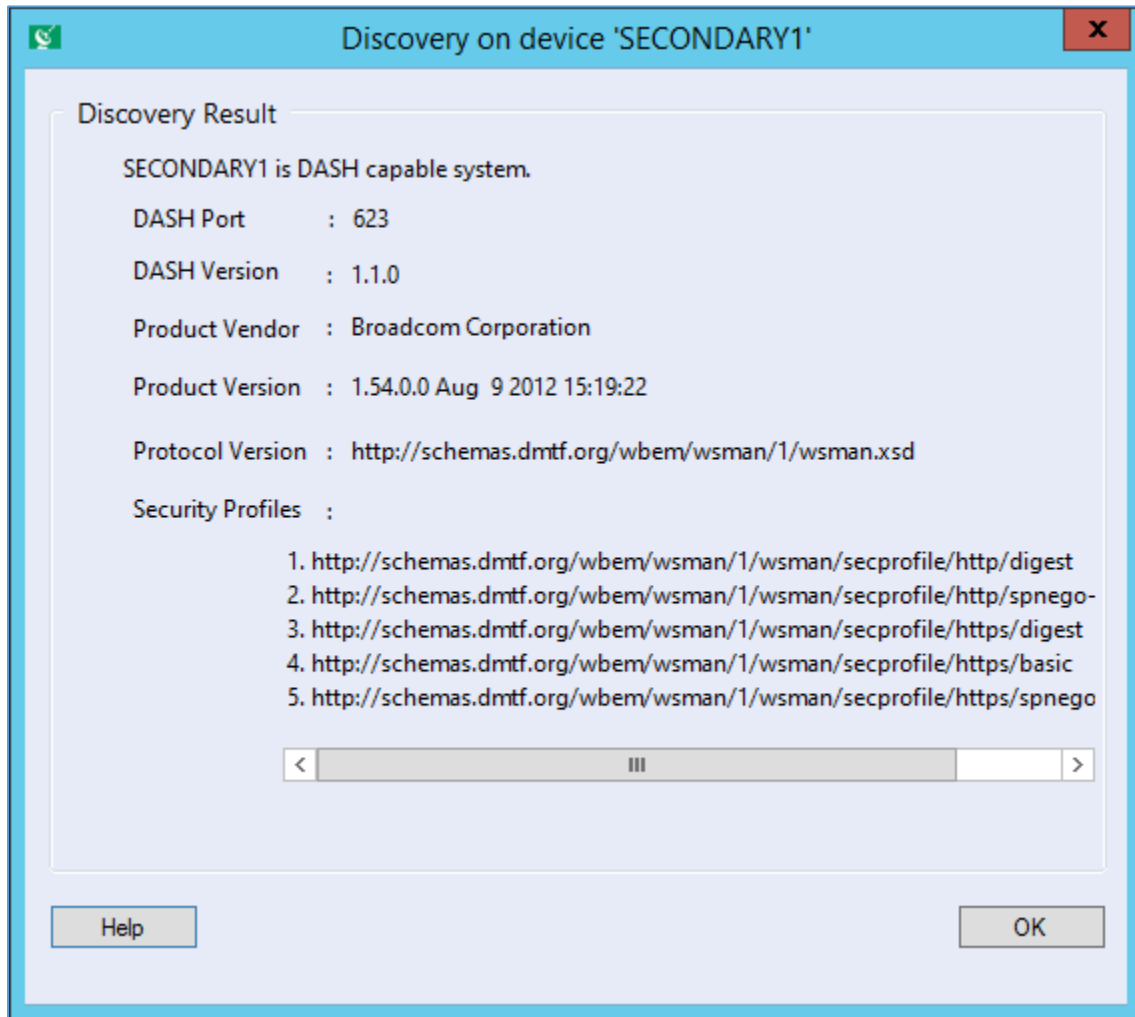 Discovery on device 'SECONDARY1'
x
Discovery Result
SECONDARY1 is DASH capable system.
DASH Port : 623
DASH Version : 1.1.0
Product Vendor : Broadcom Corporation
Product Version : 1.54.0.0 Aug  9 2012 15:19:22
Protocol Version : http://schemas.dmtf.org/wbem/wsman/1/wsman.xsd
Security Profiles :
1. http://schemas.dmtf.org/wbem/wsman/1/wsman/secprofile/http/digest
2. http://schemas.dmtf.org/wbem/wsman/1/wsman/secprofile/http/spnego-
3. http://schemas.dmtf.org/wbem/wsman/1/wsman/secprofile/https/digest
4. http://schemas.dmtf.org/wbem/wsman/1/wsman/secprofile/https/basic
5. http://schemas.dmtf.org/wbem/wsman/1/wsman/secprofile/https/spnego
Help
OK